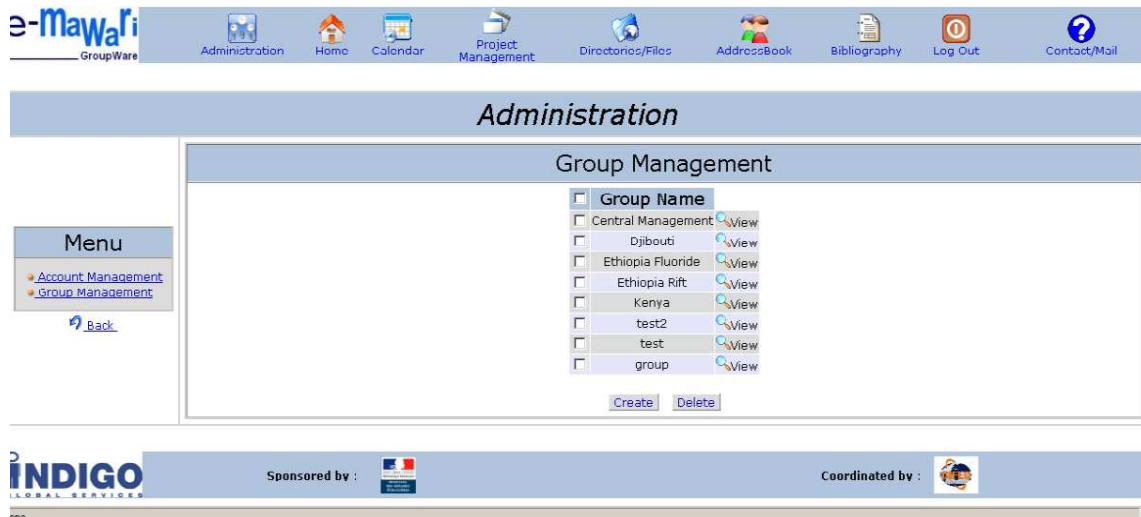 e-Mawari
GroupWare
Administration
Home
Calendar
Project
Management
Directories/Files
AddressBook
Bibliography
Log Out
Contact/Mail
Administration
Group Management
Menu
Account Management
Group Management
Back
Group Name
Central Management View
Djibouti View
Ethiopia Fluoride View
Ethiopia Rift View
Kenya View
test2 View
test View
group View
Create Delete
INDIGO
LOBAL SERVICES
Sponsored by :
Coordinated by :